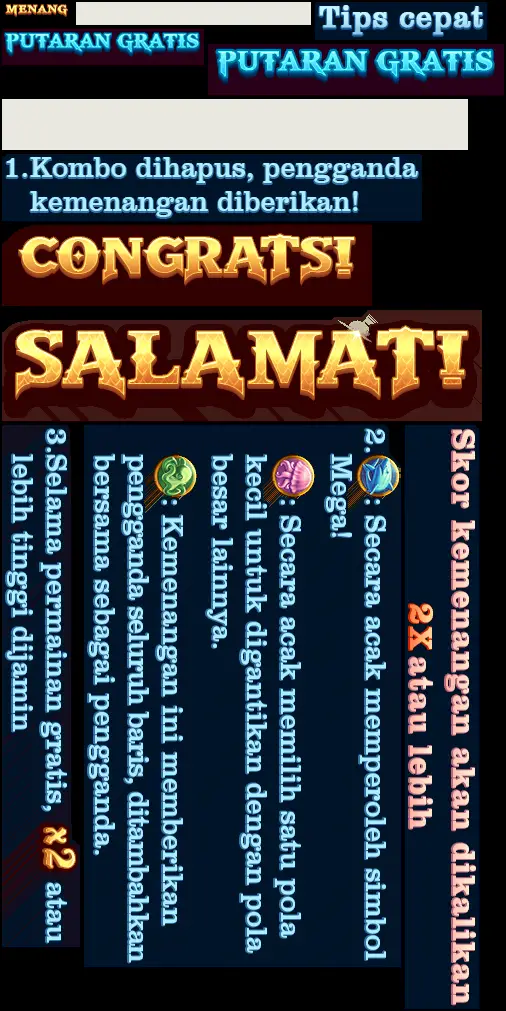 MENANG
Tips cepat
PUTARAN GRATIS
PUTARAN GRATIS
1.Kombo dihapus, pengganda
kemenangan diberikan!
CONGRATS!
SALAMAT!
Skor kemenangan akan dikalikan
2X atau lebih
2. : Secara acak memperoleh simbol
Mega!
: Secara acak memilih satu pola
kecil untuk digantikan dengan pola
besar lainnya.
: Kemenangan ini memberikan
pengganda seluruh baris, ditambahkan
bersama sebagai pengganda.
3.Selama permainan gratis, x2 atau
lebih tinggi dijamin